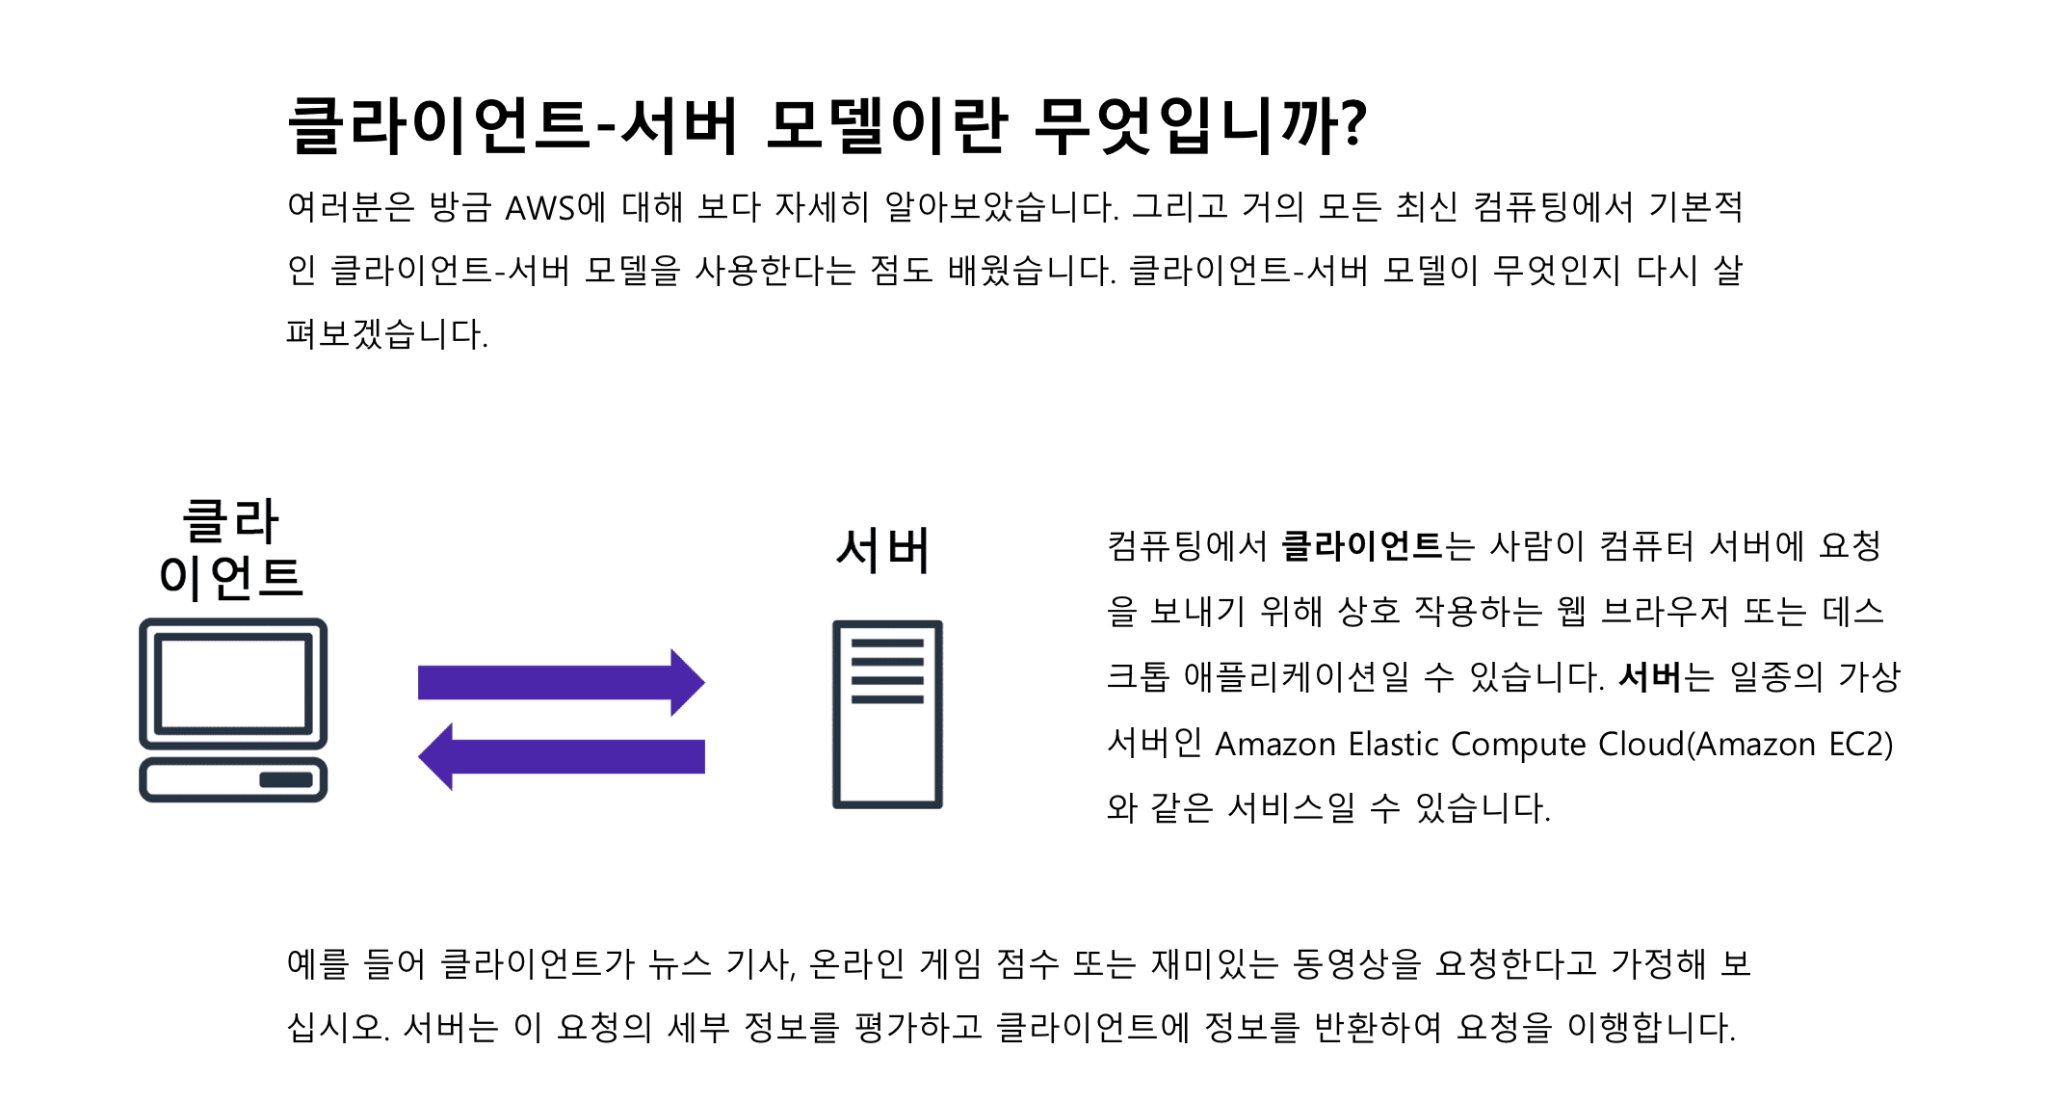 클라이언트-서버 모델이란 무엇입니까?
여러분은 방금 AWS에 대해 보다 자세히 알아보았습니다. 그리고 거의 모든 최신 컴퓨팅에서 기본적
인 클라이언트-서버 모델을 사용한다는 점도 배웠습니다. 클라이언트-서버 모델이 무엇인지 다시 살
펴보겠습니다.
클라
이언트
서버
컴퓨팅에서 클라이언트는 사람이 컴퓨터 서버에 요청
을 보내기 위해 상호 작용하는 웹 브라우저 또는 데스
크톱 애플리케이션일 수 있습니다. 서버는 일종의 가상
서버인 Amazon Elastic Compute Cloud(Amazon EC2)
와 같은 서비스일 수 있습니다.
예를 들어 클라이언트가 뉴스 기사, 온라인 게임 점수 또는 재미있는 동영상을 요청한다고 가정해 보
십시오. 서버는 이 요청의 세부 정보를 평가하고 클라이언트에 정보를 반환하여 요청을 이행합니다.